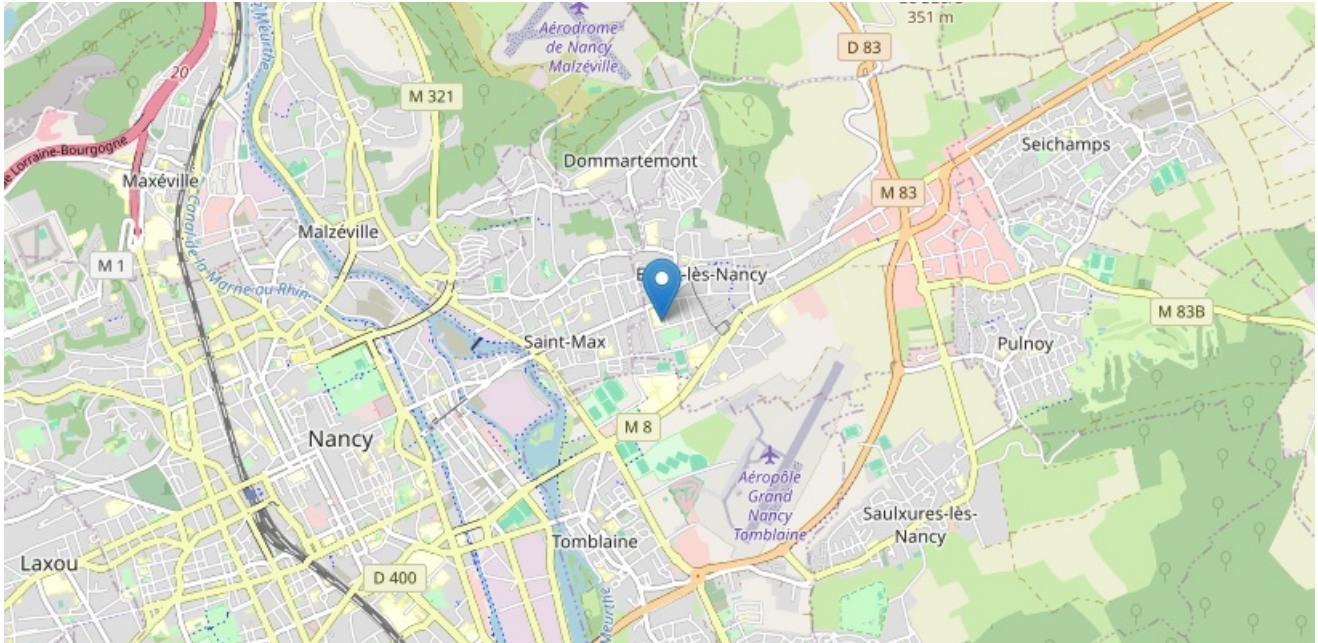 351 m
Aérodrome
de Nancy
Malzéville
D 83
20
La Meurthe
M 321
Lorraine-Bourgogne
Seichamps
Dommartemont
Maxéville
M 83
Malzéville
M 1
Canal de la Marne au Rhin
-lès-Nancy
M 83B
Saint-Max
Pulnoy
M 8
Nancy
Aéropôle
Grand
Nancy
Tomblaine
Saulxures-lès-
Nancy
Tomblaine
Laxou
D 400
Meurthe